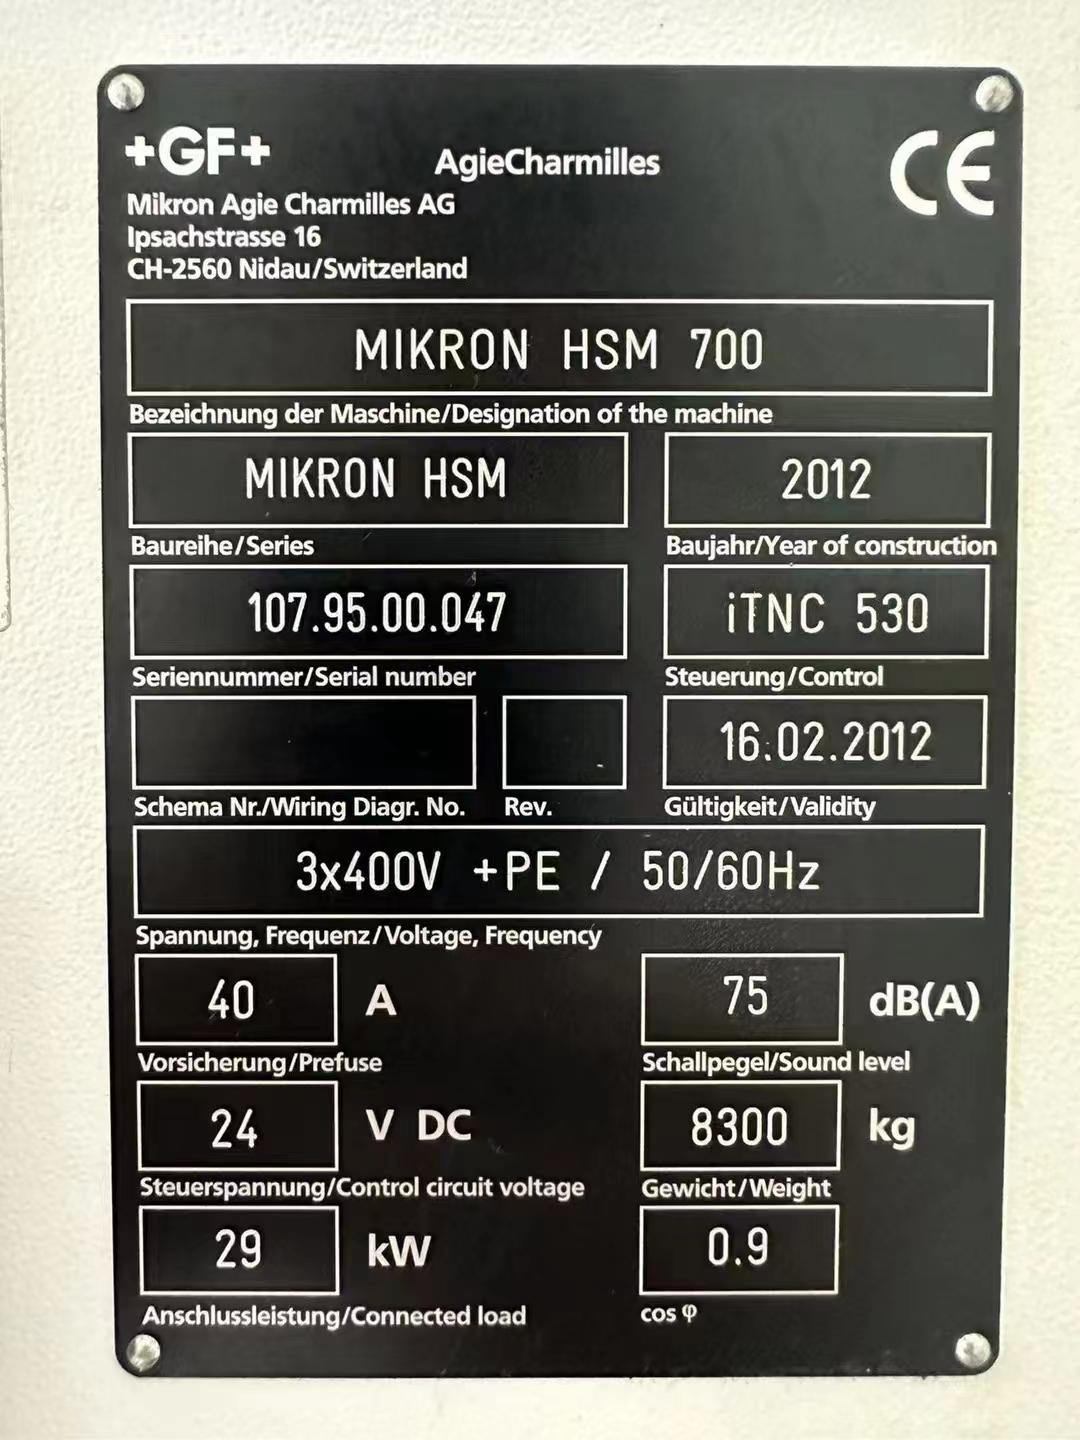 +GF+
AgieCharmilles
CE
Mikron Agie Charmilles AG
Ipsachstrasse 16
CH-2560 Nidau/Switzerland
MIKRON HSM 700
Bezeichnung der Maschine/Designation of the machine
MIKRON HSM
2012
Baureihe/Series
Baujahr/Year of construction
107.95.00.047
iTNC 530
Seriennummer/Serial number
Steuerung/Control
16.02.2012
Schema Nr./Wiring Diagr. No.
Rev.
Gültigkeit/Validity
3x400V +PE / 50/60Hz
Spannung, Frequenz/Voltage, Frequency
40 A
75 dB(A)
Vorsicherung/Prefuse
Schallpegel/Sound level
24 V DC
8300 kg
Steuerspannung/Control circuit voltage
Gewicht/Weight
29 kW
0.9
Anschlussleistung/Connected load
cos φ